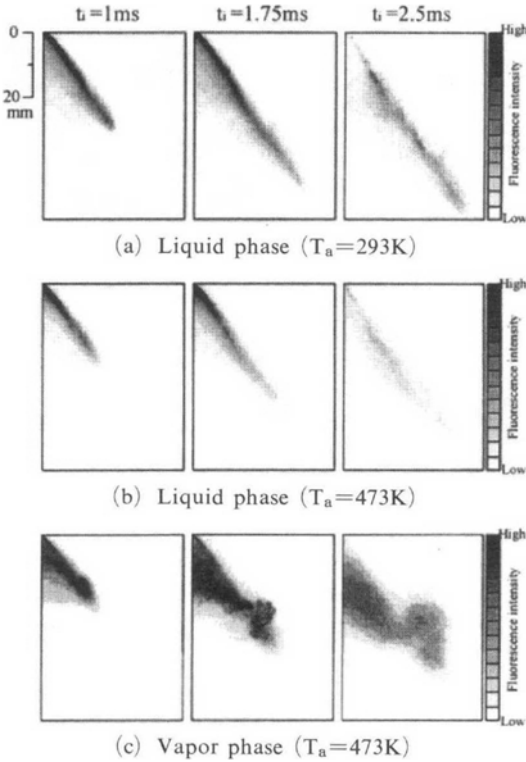 tᵢ=1ms tᵢ=1.75ms tᵢ=2.5ms
0
20
mm
High
Fluorescence intensity
Low
(a) Liquid phase (Tₐ=293K)
High
Fluorescence intensity
Low
(b) Liquid phase (Tₐ=473K)
High
Fluorescence intensity
Low
(c) Vapor phase (Tₐ=473K)